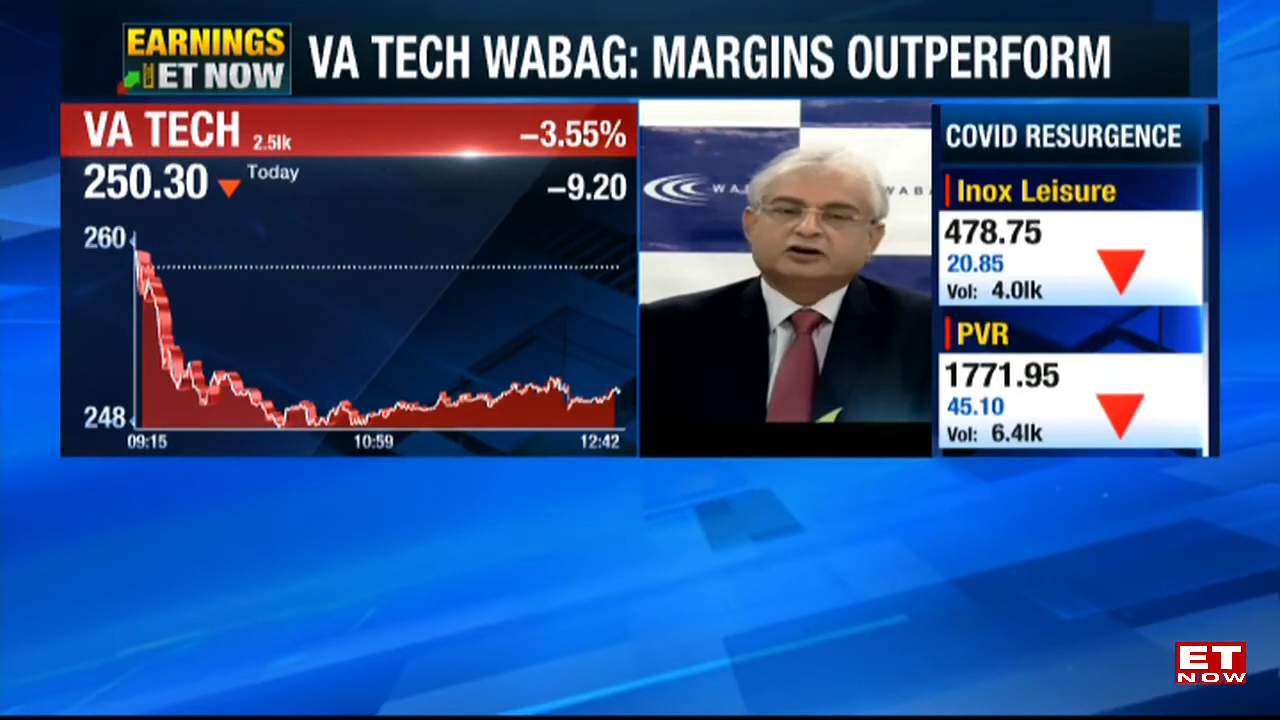 EARNINGS
ET NOW
VA TECH WABAG: MARGINS OUTPERFORM
VA TECH 2.5lk −3.55%
250.30 Today −9.20
260
248
09:15 10:59 12:42
WABA
COVID RESURGENCE
Inox Leisure
478.75
20.85
Vol: 4.0lk
PVR
1771.95
45.10
Vol: 6.4lk
ET
NOW